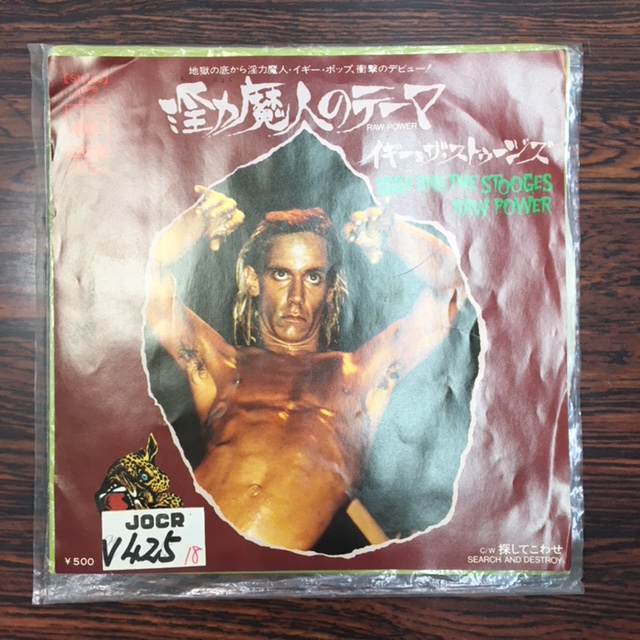 地獄の底から淫力魔人・イギー・ポップ、衝撃のデビュー!
淫力魔人のテーマ
RAW POWER
イギー&ザ・ストゥージズ
IGGY AND THE STOOGES
RAW POWER
JOCR
V425
18
¥500
C/W 探してこわせ
SEARCH AND DESTROY